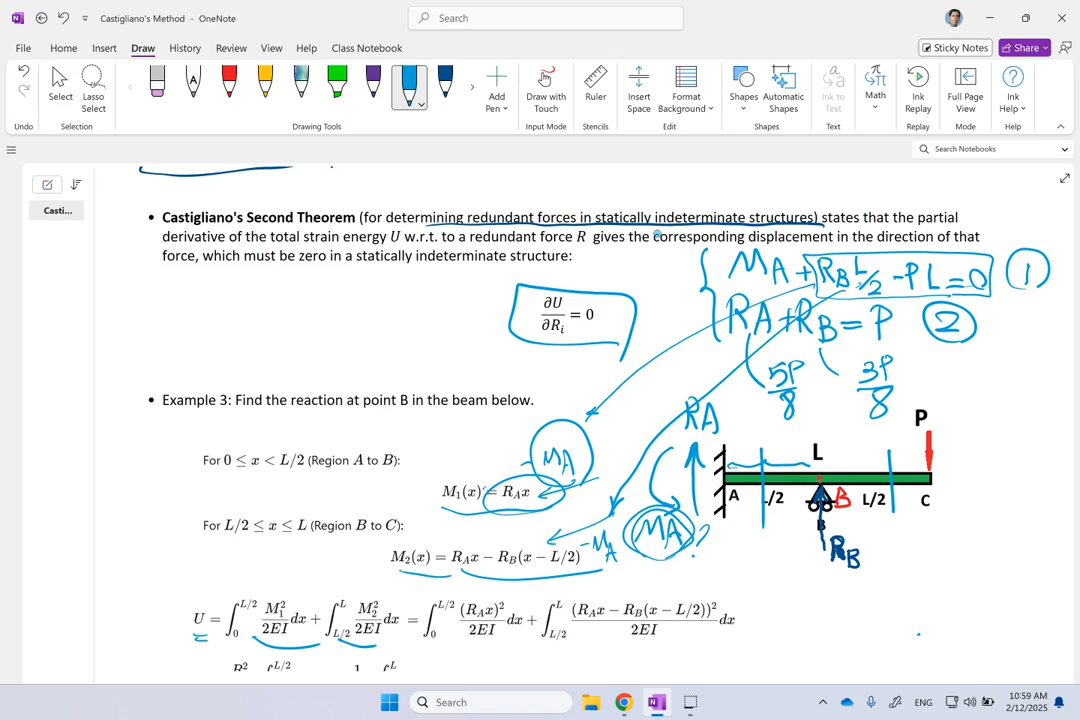 Castigliano's Method - OneNote
Search
File Home Insert Draw History Review View Help Class Notebook
Sticky Notes Share
Undo
Select
Lasso Select
Selection
Add Pen
Drawing Tools
Draw with Touch
Input Mode
Ruler
Stencils
Insert Space
Format Background
Edit
Shapes
Automatic Shapes
Shapes
Ink to Text
Text
Math
Ink Replay
Replay
Full Page View
Mode
Ink Help
Help
Search Notebooks
Casti...
• Castigliano's Second Theorem (for determining redundant forces in statically indeterminate structures) states that the partial
derivative of the total strain energy U w.r.t. to a redundant force R gives the corresponding displacement in the direction of that
force, which must be zero in a statically indeterminate structure:
MA + RB L/2 - PL = 0 1
∂U/∂R_i = 0
RA + RB = P 2
5P/8 3P/8
• Example 3: Find the reaction at point B in the beam below.
RA
P
For 0 ≤ x < L/2 (Region A to B):
- MA
L
M_1(x) = R_A x
A L/2 B L/2 C
B
For L/2 ≤ x ≤ L (Region B to C):
MA ?
M_2(x) = R_A x − R_B(x − L/2) - MA
RB
U = ∫_0^{L/2} M_1^2/2EI dx + ∫_{L/2}^L M_2^2/2EI dx = ∫_0^{L/2} (R_A x)^2/2EI dx + ∫_{L/2}^L (R_A x − R_B(x − L/2))^2/2EI dx
Search
ENG
10:59 AM
2/12/2025